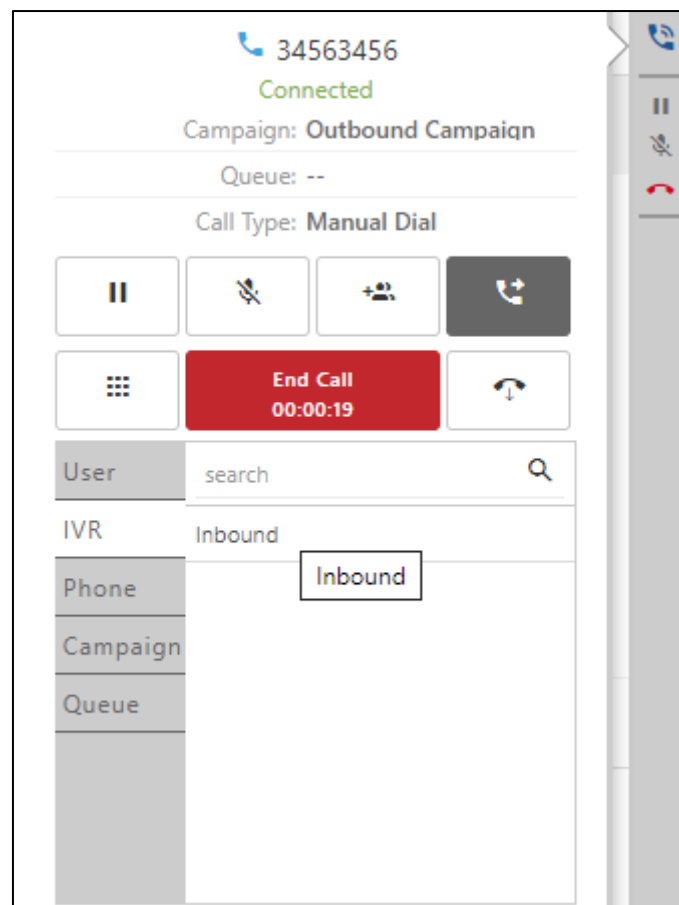 34563456
Connected
Campaign: Outbound Campaign
Queue: --
Call Type: Manual Dial
End Call
00:00:19
User
search
IVR
Inbound
Inbound
Phone
Campaign
Queue